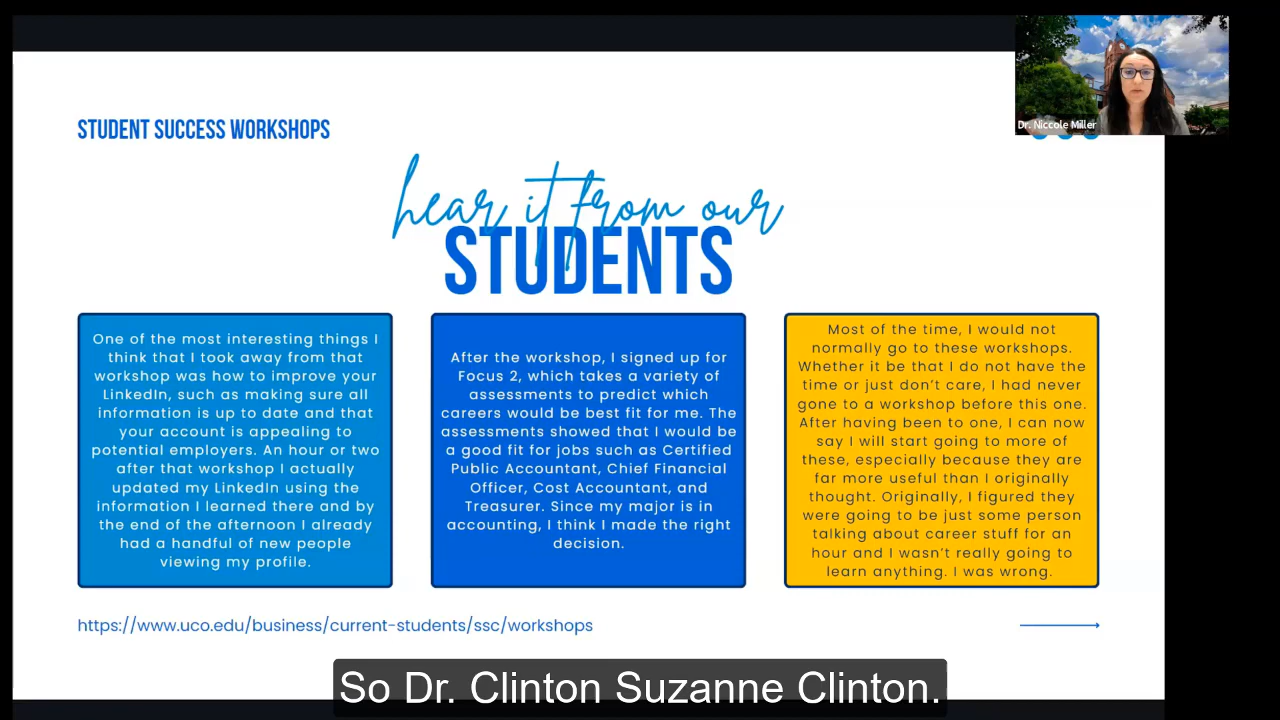 Dr. Niccole Miller
STUDENT SUCCESS WORKSHOPS
hear it from our
STUDENTS
One of the most interesting things I
think that I took away from that
workshop was how to improve your
LinkedIn, such as making sure all
information is up to date and that
your account is appealing to
potential employers. An hour or two
after that workshop I actually
updated my LinkedIn using the
information I learned there and by
the end of the afternoon I already
had a handful of new people
viewing my profile.
After the workshop, I signed up for
Focus 2, which takes a variety of
assessments to predict which
careers would be best fit for me. The
assessments showed that I would be
a good fit for jobs such as Certified
Public Accountant, Chief Financial
Officer, Cost Accountant, and
Treasurer. Since my major is in
accounting, I think I made the right
decision.
Most of the time, I would not
normally go to these workshops.
Whether it be that I do not have the
time or just don't care, I had never
gone to a workshop before this one.
After having been to one, I can now
say I will start going to more of
these, especially because they are
far more useful than I originally
thought. Originally, I figured they
were going to be just some person
talking about career stuff for an
hour and I wasn't really going to
learn anything. I was wrong.
https://www.uco.edu/business/current-students/ssc/workshops
So Dr. Clinton Suzanne Clinton.